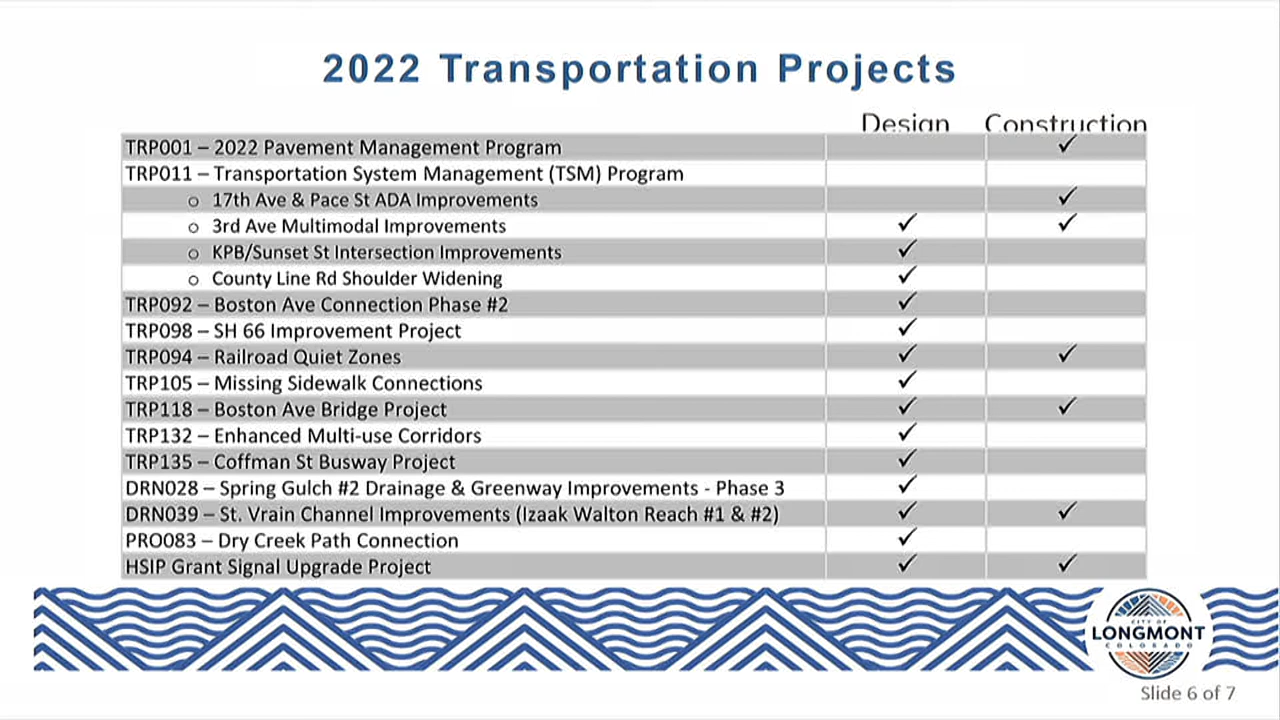 2022 Transportation Projects
Design Construction
TRP001 – 2022 Pavement Management Program ✓
TRP011 – Transportation System Management (TSM) Program
o 17th Ave & Pace St ADA Improvements ✓
o 3rd Ave Multimodal Improvements ✓ ✓
o KPB/Sunset St Intersection Improvements ✓
o County Line Rd Shoulder Widening ✓
TRP092 – Boston Ave Connection Phase #2 ✓
TRP098 – SH 66 Improvement Project ✓
TRP094 – Railroad Quiet Zones ✓ ✓
TRP105 – Missing Sidewalk Connections ✓
TRP118 – Boston Ave Bridge Project ✓ ✓
TRP132 – Enhanced Multi-use Corridors ✓
TRP135 – Coffman St Busway Project ✓
DRN028 – Spring Gulch #2 Drainage & Greenway Improvements - Phase 3 ✓
DRN039 – St. Vrain Channel Improvements (Izaak Walton Reach #1 & #2) ✓ ✓
PRO083 – Dry Creek Path Connection ✓
HSIP Grant Signal Upgrade Project ✓ ✓
CITY OF
LONGMONT
COLORADO
Slide 6 of 7